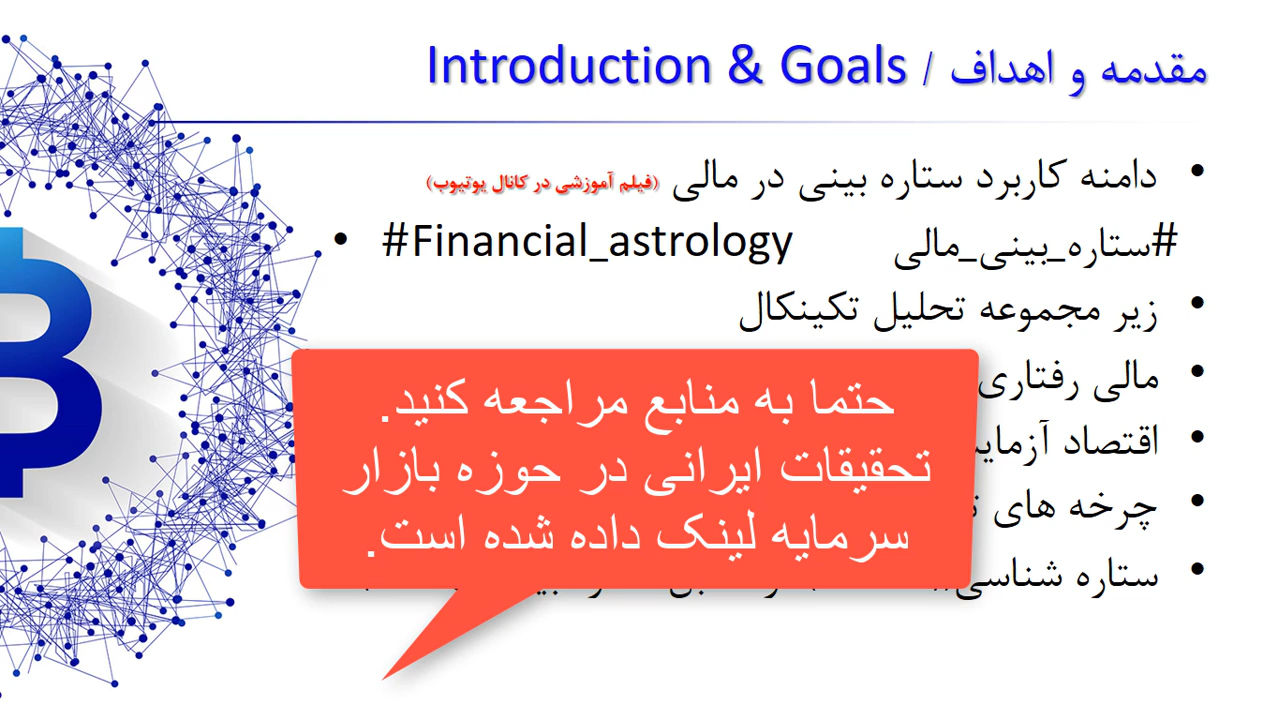 مقدمه و اهداف / Introduction & Goals
• دامنه کاربرد ستاره بینی در مالی (فیلم آموزشی در کانال یوتیوب)
#ستاره_بینی_مالی #Financial_astrology •
• زیر مجموعه تحلیل تکینکال
• مالی رفتاری
• اقتصاد
• چرخه های
• ستاره شناسی
حتما به منابع مراجعه کنید.
تحقیقات ایرانی در حوزه بازار
سرمایه لینک داده شده است.